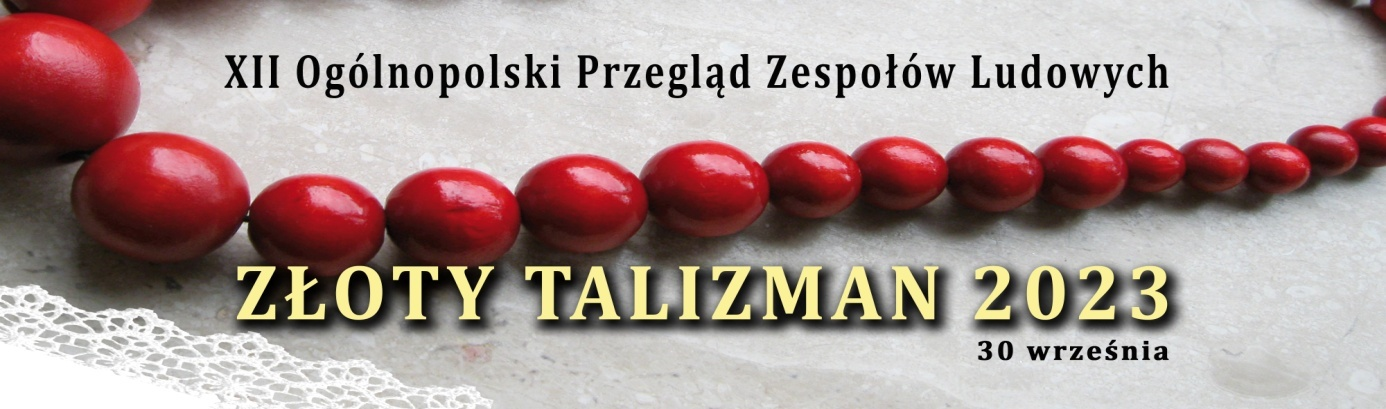 XII Ogólnopolski Przegląd Zespołów Ludowych
ZŁOTY TALIZMAN 2023
30 września